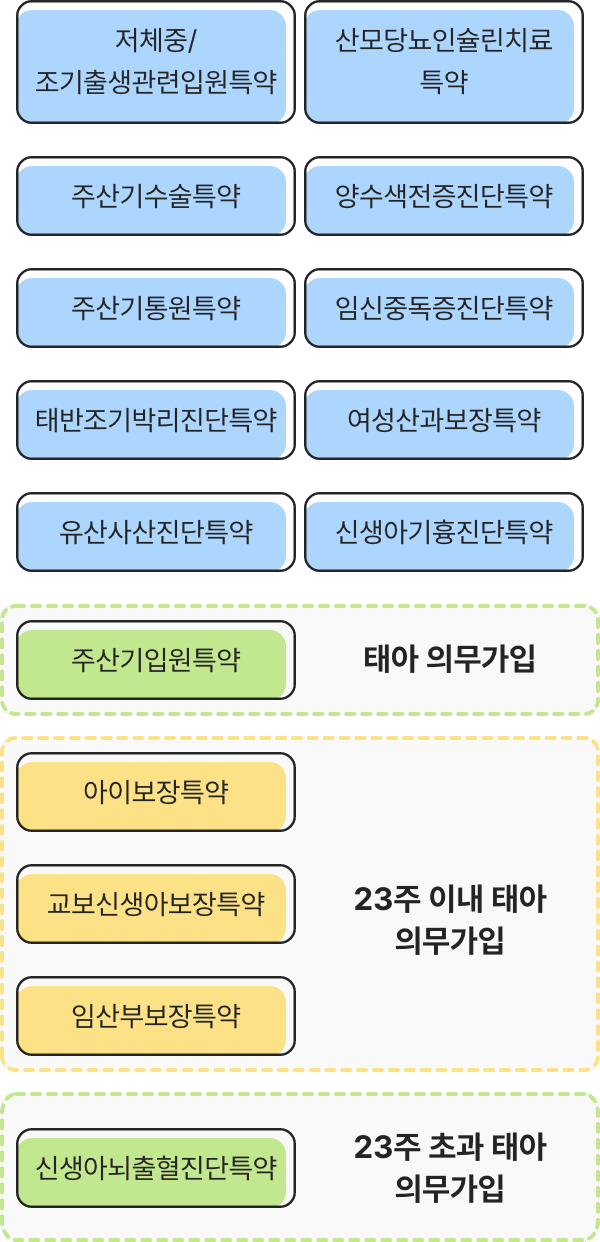 저체중/
조기출생관련입원특약
산모당뇨인슐린치료
특약
주산기수술특약
양수색전증진단특약
주산기통원특약
임신중독증진단특약
태반조기박리진단특약
여성산과보장특약
유산사산진단특약
신생아기흉진단특약
주산기입원특약
태아 의무가입
아이보장특약
교보신생아보장특약
임산부보장특약
23주 이내 태아
의무가입
신생아뇌출혈진단특약
23주 초과 태아
의무가입